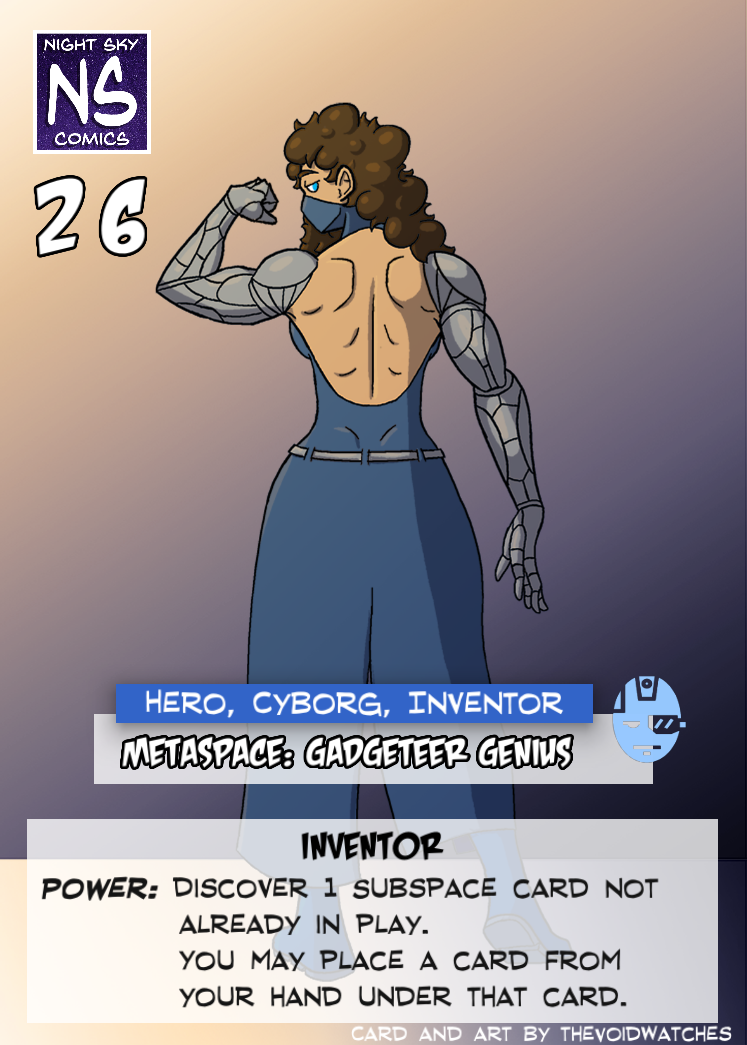 NIGHT SKY
NS
COMICS
26
HERO, CYBORG, INVENTOR
METASPACE: GADGETEER GENIUS
INVENTOR
POWER: DISCOVER 1 SUBSPACE CARD NOT
ALREADY IN PLAY.
YOU MAY PLACE A CARD FROM
YOUR HAND UNDER THAT CARD.
CARD AND ART BY THEVOIDWATCHES